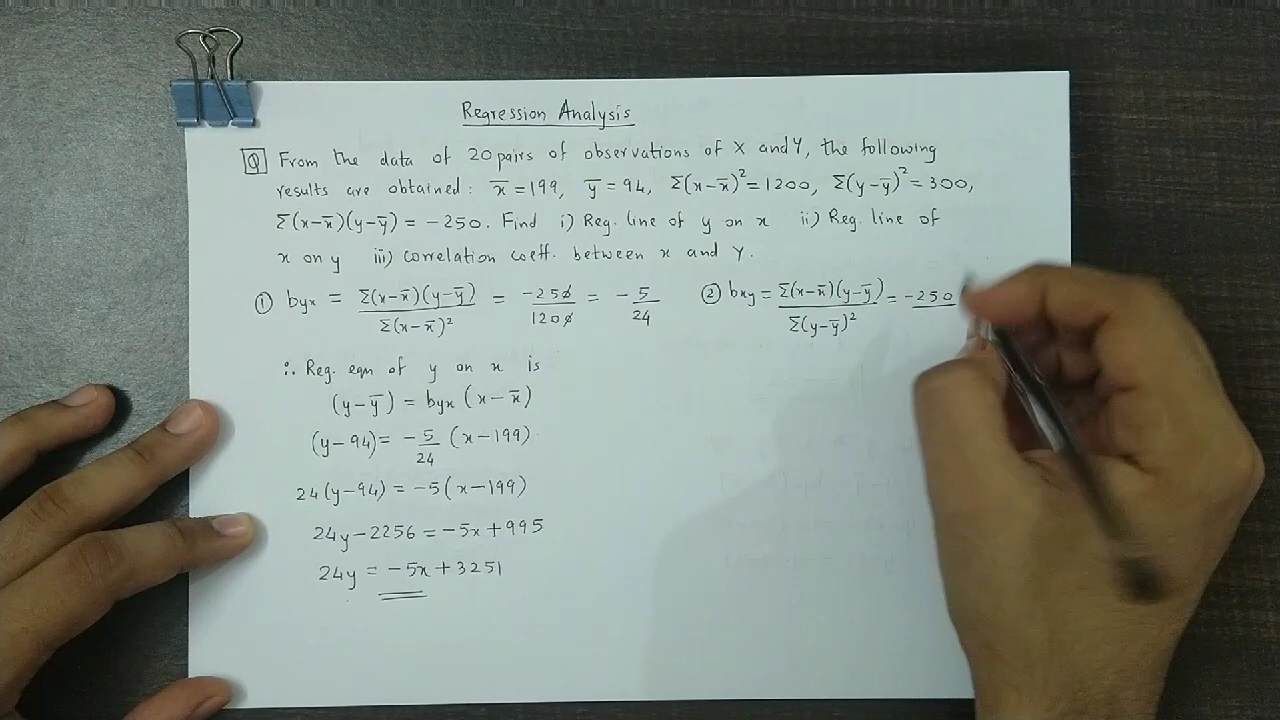 Regression Analysis
Q From the data of 20 pairs of observations of X and Y, the following
results are obtained: x̄ = 199, ȳ = 94, Σ(x-x̄)² = 1200, Σ(y-ȳ)² = 300,
Σ(x-x̄)(y-ȳ) = -250. Find i) Reg. line of y on x ii) Reg. line of
x on y iii) correlation coeff. between x and Y.
① byx = Σ(x-x̄)(y-ȳ) / Σ(x-x̄)² = -250 / 1200 = -5/24
∴ Reg. eqn of y on x is
(y-ȳ) = byx (x-x̄)
(y-94) = -5/24 (x-199)
24(y-94) = -5(x-199)
24y-2256 = -5x+995
24y = -5x+3251
② bxy = Σ(x-x̄)(y-ȳ) / Σ(y-ȳ)² = -250